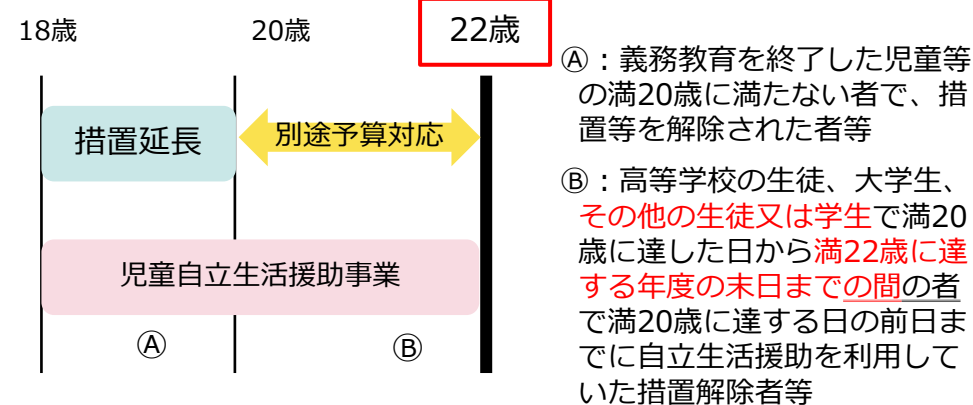 18歳
20歳
22歳
措置延長
別途予算対応
児童自立生活援助事業
Ⓐ
Ⓑ
Ⓐ：義務教育を終了した児童等
の満20歳に満たない者で、措
置等を解除された者等
Ⓑ：高等学校の生徒、大学生、
その他の生徒又は学生で満20
歳に達した日から満22歳に達
する年度の末日までの間の者
で満20歳に達する日の前日ま
でに自立生活援助を利用して
いた措置解除者等